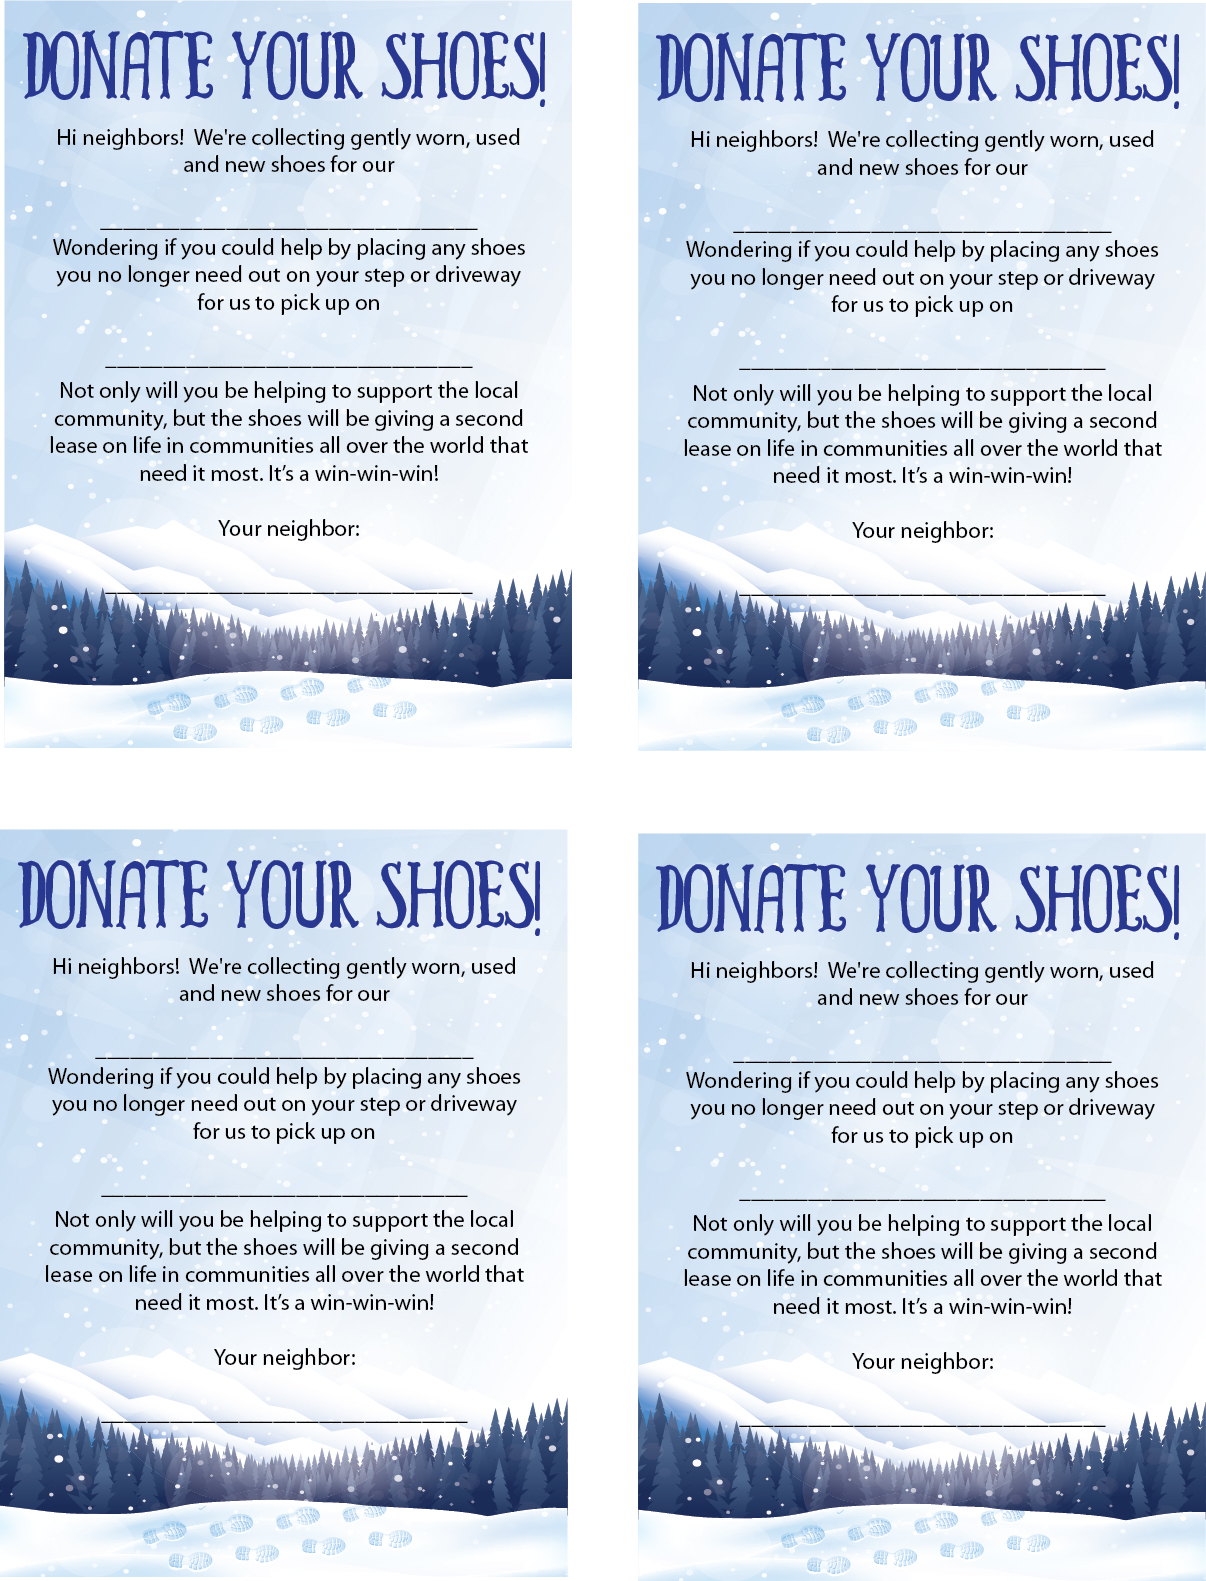 DONATE YOUR SHOES!
Hi neighbors!  We're collecting gently worn, used
and new shoes for our
_________________________________
Wondering if you could help by placing any shoes
you no longer need out on your step or driveway
for us to pick up on
________________________________
Not only will you be helping to support the local
community, but the shoes will be giving a second
lease on life in communities all over the world that
need it most. It’s a win-win-win!
Your neighbor:
________________________________
DONATE YOUR SHOES!
Hi neighbors!  We're collecting gently worn, used
and new shoes for our
_________________________________
Wondering if you could help by placing any shoes
you no longer need out on your step or driveway
for us to pick up on
________________________________
Not only will you be helping to support the local
community, but the shoes will be giving a second
lease on life in communities all over the world that
need it most. It’s a win-win-win!
Your neighbor:
________________________________
DONATE YOUR SHOES!
Hi neighbors!  We're collecting gently worn, used
and new shoes for our
_________________________________
Wondering if you could help by placing any shoes
you no longer need out on your step or driveway
for us to pick up on
________________________________
Not only will you be helping to support the local
community, but the shoes will be giving a second
lease on life in communities all over the world that
need it most. It’s a win-win-win!
Your neighbor:
________________________________
DONATE YOUR SHOES!
Hi neighbors!  We're collecting gently worn, used
and new shoes for our
_________________________________
Wondering if you could help by placing any shoes
you no longer need out on your step or driveway
for us to pick up on
________________________________
Not only will you be helping to support the local
community, but the shoes will be giving a second
lease on life in communities all over the world that
need it most. It’s a win-win-win!
Your neighbor:
________________________________